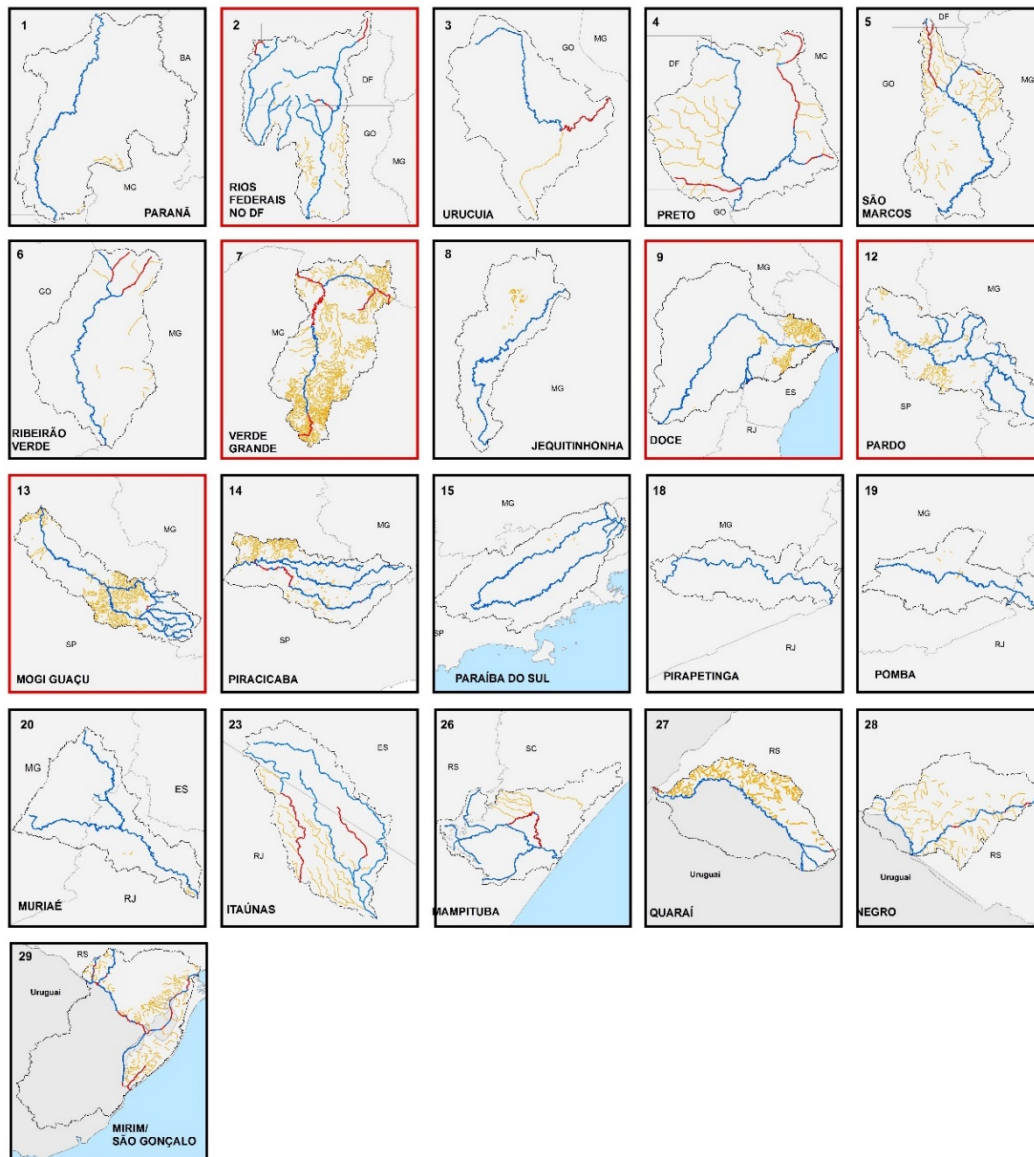 1
BA
MG
PARANÃ
2
DF
GO
MG
RIOS
FEDERAIS
NO DF
3
GO
MG
URUCUIA
4
DF
MG
GO
PRETO
5
DF
GO
MG
SÃO
MARCOS
6
GO
MG
RIBEIRÃO
VERDE
7
MG
VERDE
GRANDE
8
MG
JEQUITINHONHA
9
MG
ES
RJ
DOCE
12
MG
SP
PARDO
13
MG
SP
MOGI GUAÇU
14
MG
SP
PIRACICABA
15
MG
SP
PARAÍBA DO SUL
18
MG
RJ
PIRAPETINGA
19
MG
RJ
POMBA
20
MG
ES
RJ
MURIAÉ
23
ES
RJ
ITAÚNAS
26
SC
RS
MAMPITUBA
27
RS
Uruguai
QUARAÍ
28
RS
Uruguai
NEGRO
29
RS
Uruguai
MIRIM/
SÃO GONÇALO